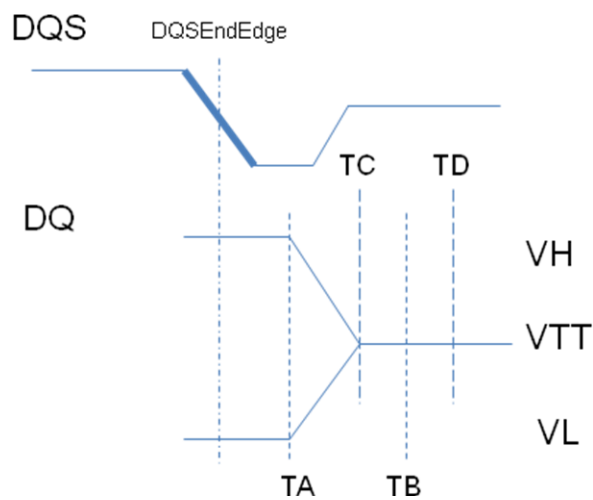 DQS
DQSEndEdge
TC
TD
DQ
VH
VTT
VL
TA
TB